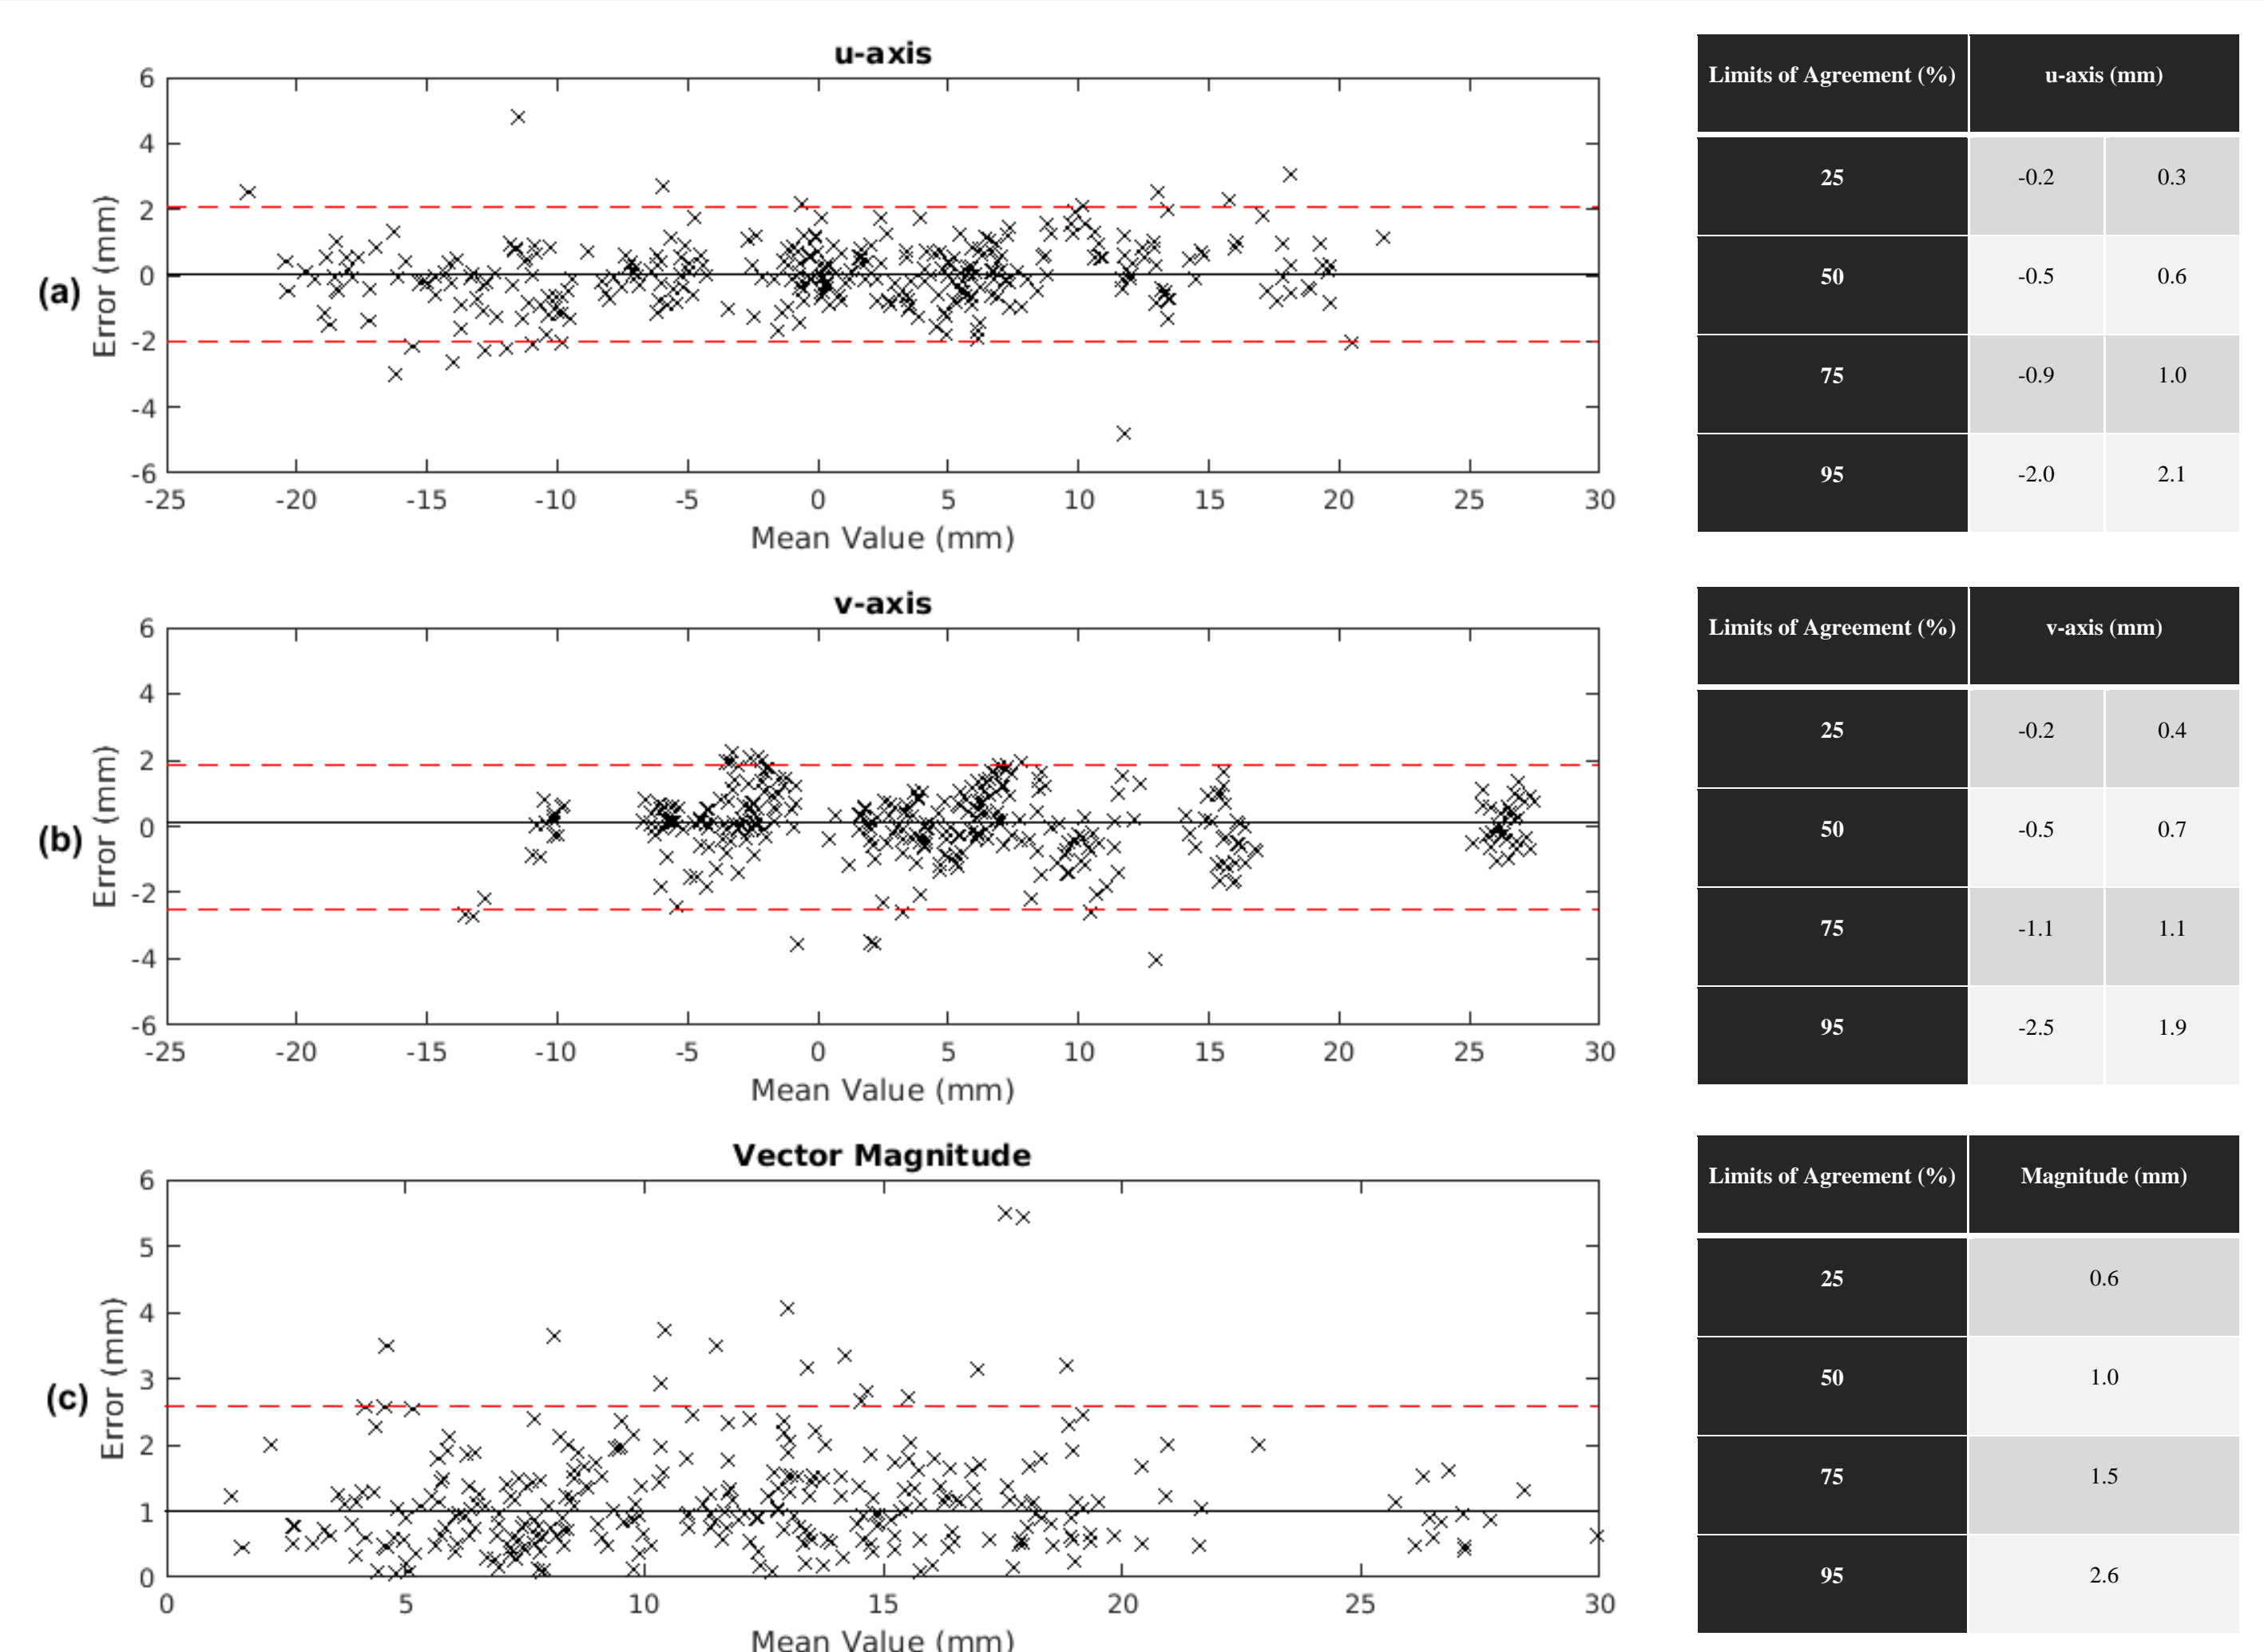 u-axis
6
4
2
0
-2
-4
-6
(a)
Error (mm)
-25 -20 -15 -10 -5 0 5 10 15 20 25 30
Mean Value (mm)
Limits of Agreement (%) u-axis (mm)
25 -0.2 0.3
50 -0.5 0.6
75 -0.9 1.0
95 -2.0 2.1
v-axis
6
4
2
0
-2
-4
-6
(b)
Error (mm)
-25 -20 -15 -10 -5 0 5 10 15 20 25 30
Mean Value (mm)
Limits of Agreement (%) v-axis (mm)
25 -0.2 0.4
50 -0.5 0.7
75 -1.1 1.1
95 -2.5 1.9
Vector Magnitude
6
5
4
3
2
1
0
(c)
Error (mm)
0 5 10 15 20 25 30
Mean Value (mm)
Limits of Agreement (%) Magnitude (mm)
25 0.6
50 1.0
75 1.5
95 2.6